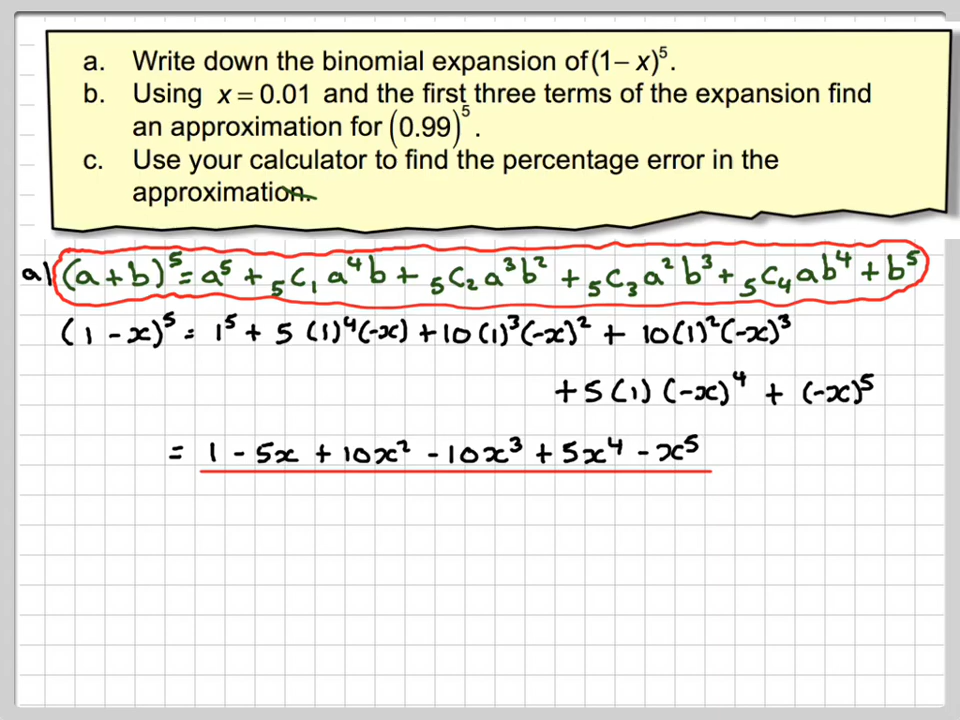 a. Write down the binomial expansion of (1– x)⁵.
b. Using x = 0.01 and the first three terms of the expansion find
an approximation for (0.99)⁵.
c. Use your calculator to find the percentage error in the
approximation.
a) (a+b)⁵ = a⁵ + ₅C₁ a⁴b + ₅C₂ a³b² + ₅C₃ a²b³ + ₅C₄ ab⁴ + b⁵
(1 - x)⁵ = 1⁵ + 5 (1)⁴(-x) + 10 (1)³(-x)² + 10(1)²(-x)³
+ 5 (1) (-x)⁴ + (-x)⁵
= 1 - 5x + 10x² - 10x³ + 5x⁴ - x⁵